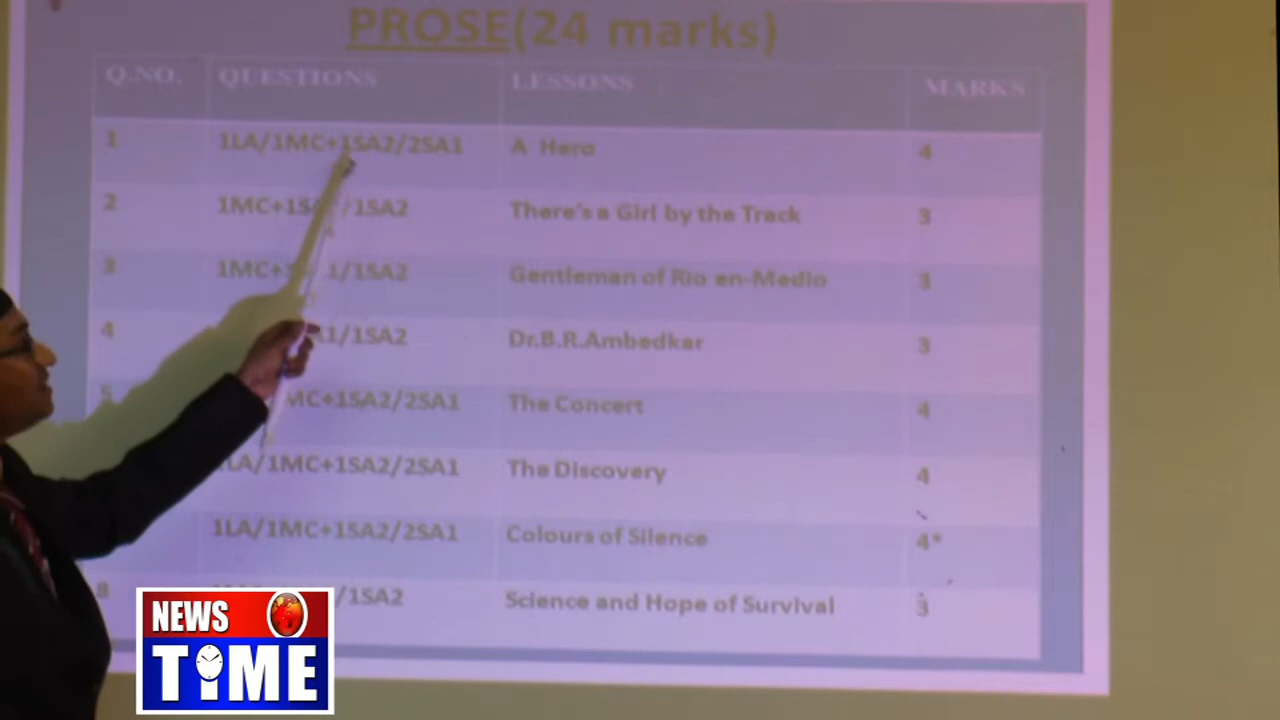 PROSE(24 marks)
Q.NO. QUESTIONS LESSONS MARKS
1 1LA/1MC+1SA2/2SA1 A Hero 4
2 1MC+1S /1SA2 There's a Girl by the Track 3
3 1MC+ 1/1SA2 Gentleman of Rio en-Medio 3
4 A1/1SA2 Dr.B.R.Ambedkar 3
5 MC+1SA2/2SA1 The Concert 4
LA/1MC+1SA2/2SA1 The Discovery 4
1LA/1MC+1SA2/2SA1 Colours of Silence 4*
8 /1SA2 Science and Hope of Survival 3
NEWS
TIME